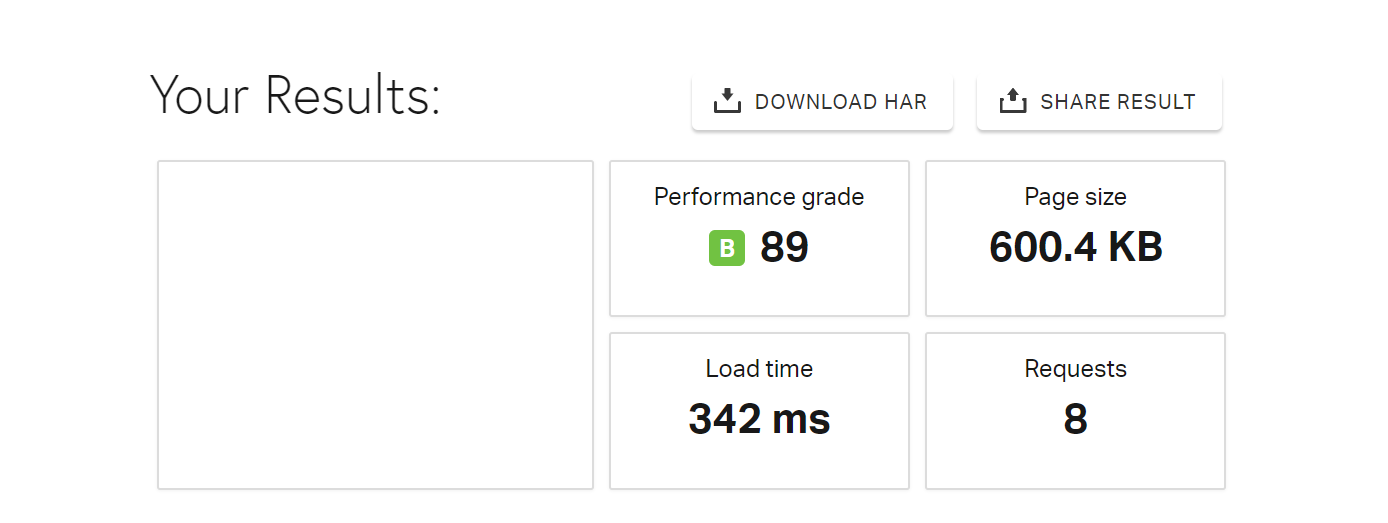 Your Results:
DOWNLOAD HAR
SHARE RESULT
Performance grade
B 89
Page size
600.4 KB
Load time
342 ms
Requests
8